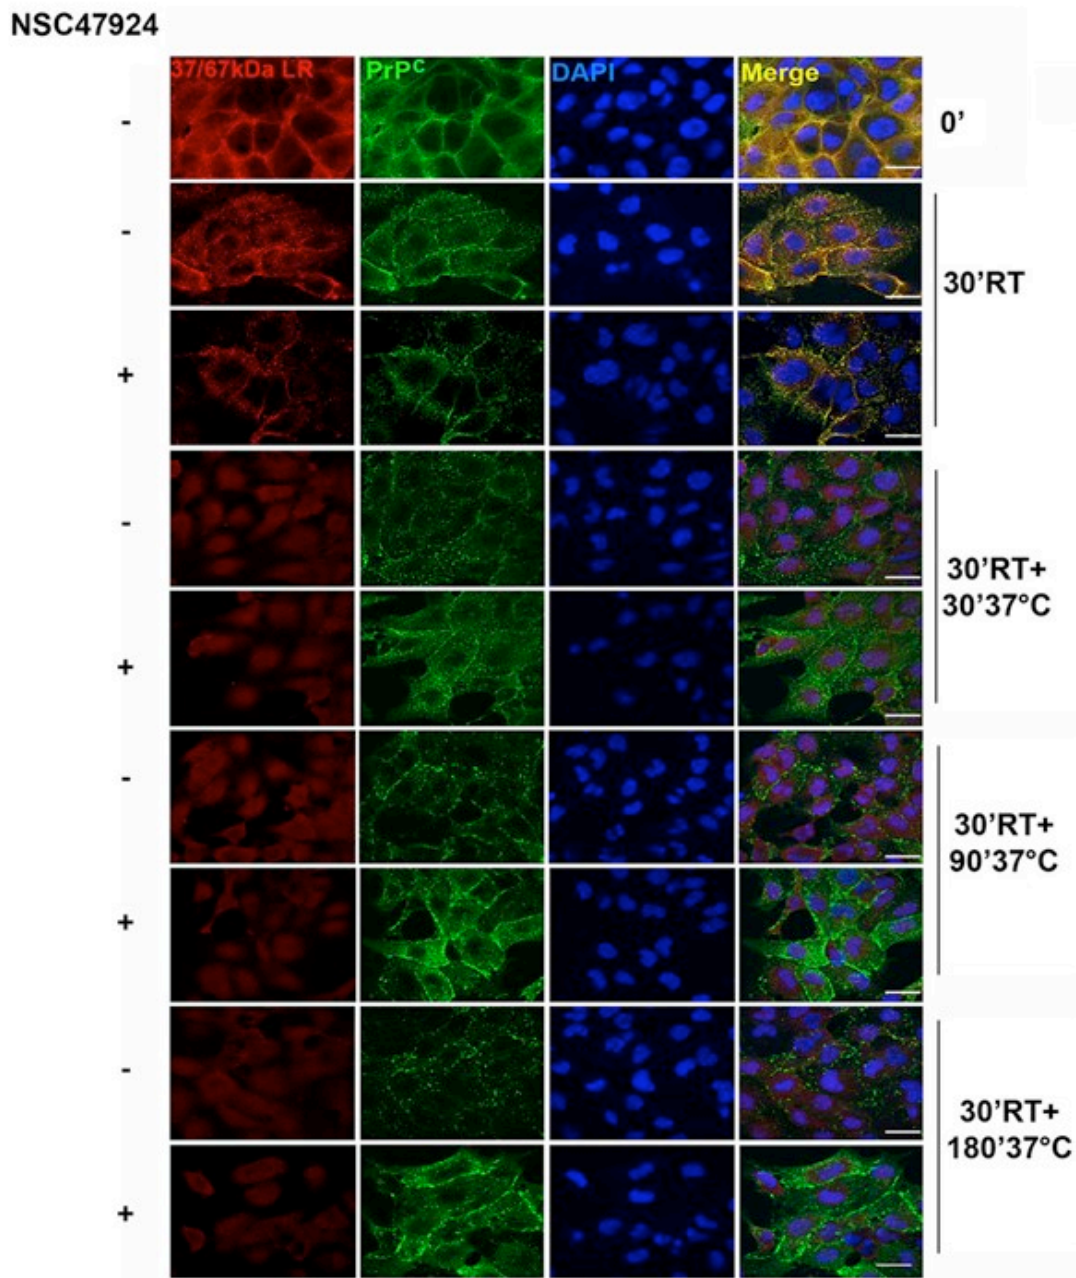 NSC47924
37/67kDa LR PrPC DAPI Merge
- 0'
-
30'RT
+
-
30'RT+
30'37°C
+
-
30'RT+
90'37°C
+
-
30'RT+
180'37°C
+